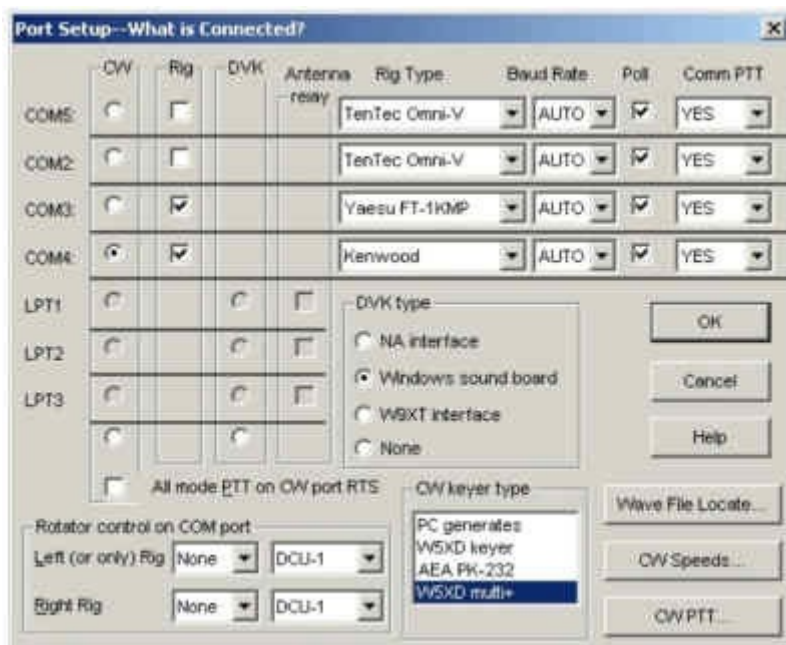 Port Setup--What is Connected?
CW Rig DVK Antenna relay Rig Type Baud Rate Poll Comm PTT
COM5: TenTec Omni-V AUTO YES
COM2: TenTec Omni-V AUTO YES
COM3: Yaesu FT-1KMP AUTO YES
COM4: Kenwood AUTO YES
LPT1
LPT2
LPT3
DVK type
NA interface
Windows sound board
W9XT interface
None
OK
Cancel
Help
All mode PTT on CW port RTS
Rotator control on COM port
Left (or only) Rig None DCU-1
Right Rig None DCU-1
CW keyer type
PC generates
W5XD keyer
AEA PK-232
W5XD multi+
Wave File Locate...
CW Speeds...
CW PTT...